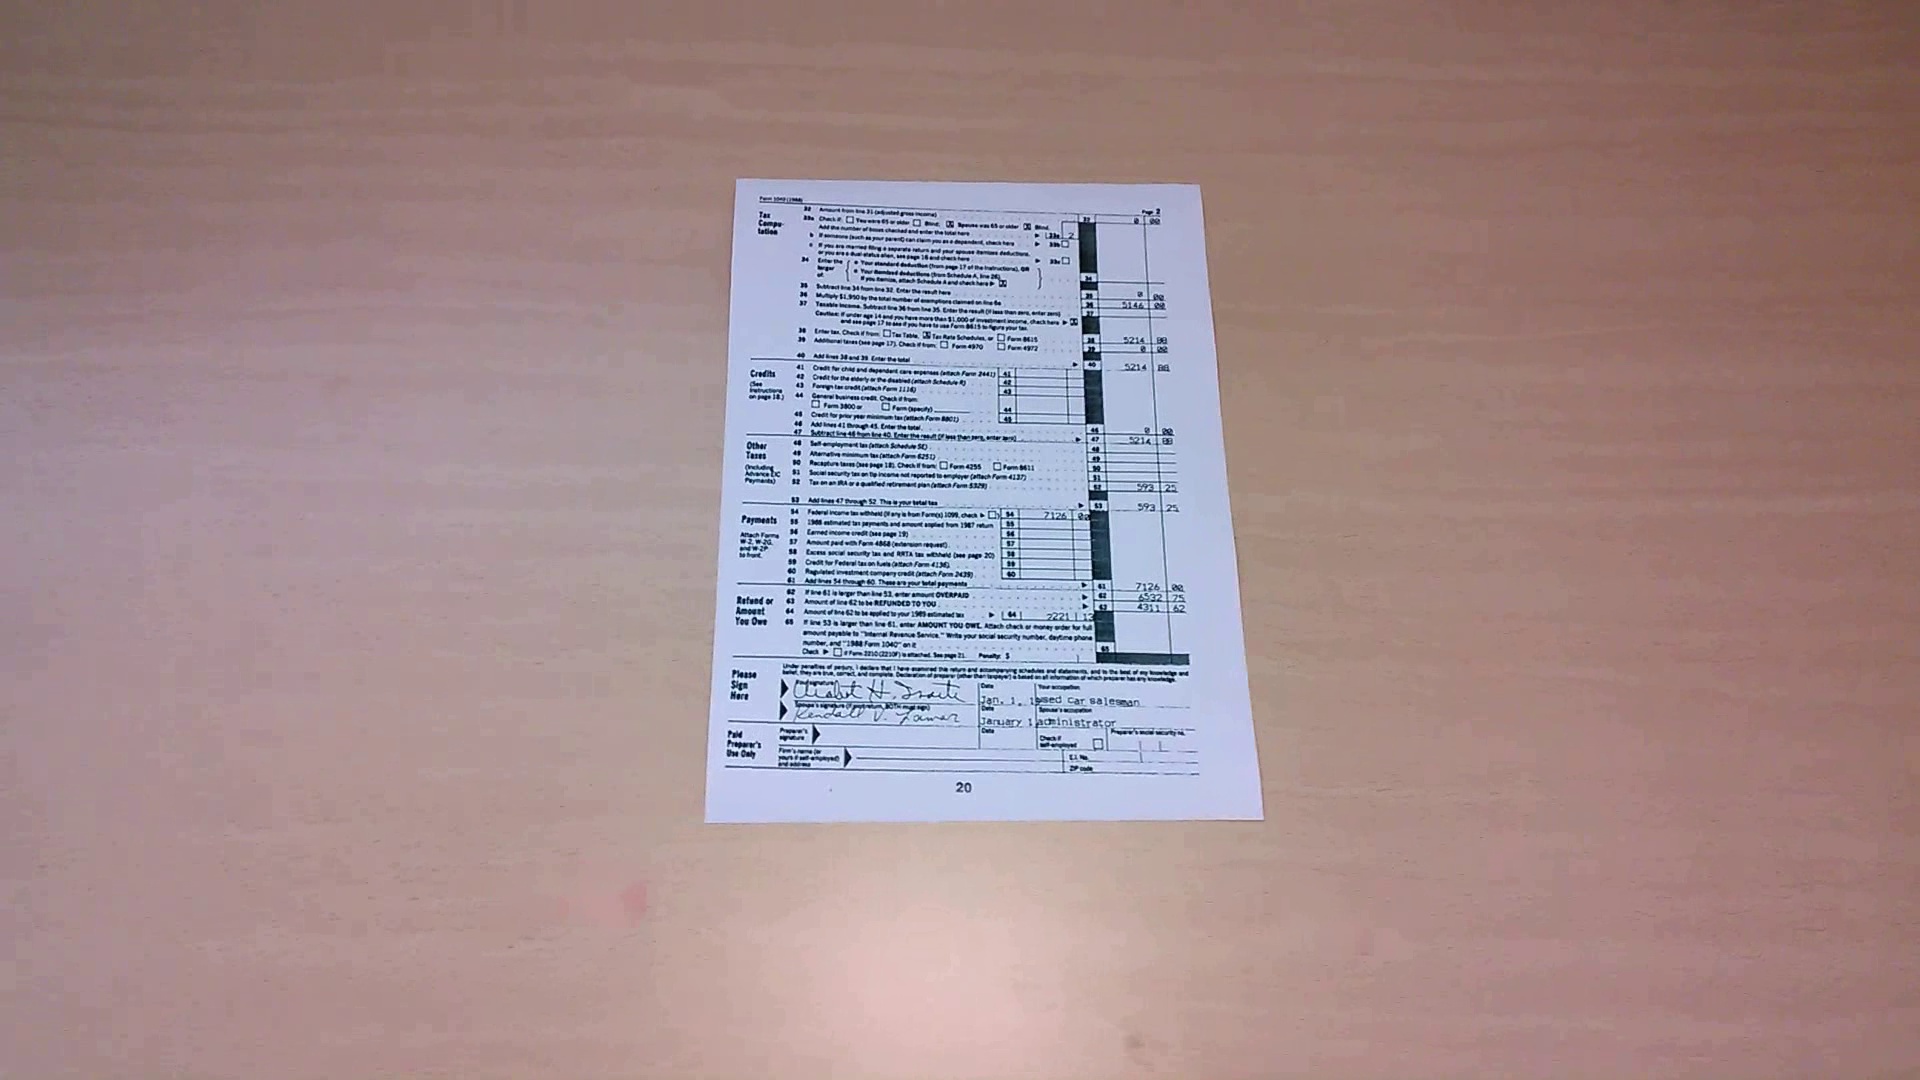 Form 1040 (1988) Page 2
Tax Compu- tation
32 Amount from line 31 (adjusted gross income) 32 0 00
33a Check if: You were 65 or older Blind; X Spouse was 65 or older X Blind.
Add the number of boxes checked and enter the total here 33a 2
b If someone (such as your parent) can claim you as a dependent, check here 33b
c If you are married filing a separate return and your spouse itemizes deductions,
or you are a dual-status alien, see page 16 and check here 33c
34 Enter the larger of: • Your standard deduction (from page 17 of the Instructions), OR
• Your itemized deductions (from Schedule A, line 26).
If you itemize, attach Schedule A and check here X 34
35 Subtract line 34 from line 32. Enter the result here 35 0 00
36 Multiply $1,950 by the total number of exemptions claimed on line 6e 36 5146 00
37 Taxable income. Subtract line 36 from line 35. Enter the result (if less than zero, enter zero) 37
Caution: If under age 14 and you have more than $1,000 of investment income, check here X
and see page 17 to see if you have to use Form 8615 to figure your tax.
38 Enter tax. Check if from: Tax Table, X Tax Rate Schedules, or Form 8615 38 5214 88
39 Additional taxes (see page 17). Check if from: Form 4970 Form 4972 39 0 00
40 Add lines 38 and 39. Enter the total 40 5214 88
Credits
(See Instructions on page 18.)
41 Credit for child and dependent care expenses (attach Form 2441) 41
42 Credit for the elderly or the disabled (attach Schedule R) 42
43 Foreign tax credit (attach Form 1116) 43
44 General business credit. Check if from:
Form 3800 or Form (specify) 44
45 Credit for prior year minimum tax (attach Form 8801) 45
46 Add lines 41 through 45. Enter the total 46 0 00
47 Subtract line 46 from line 40. Enter the result (if less than zero, enter zero) 47 5214 88
Other Taxes
(Including Advance EIC Payments)
48 Self-employment tax (attach Schedule SE) 48
49 Alternative minimum tax (attach Form 6251) 49
50 Recapture taxes (see page 18). Check if from: Form 4255 Form 8611 50
51 Social security tax on tip income not reported to employer (attach Form 4137) 51
52 Tax on an IRA or a qualified retirement plan (attach Form 5329) 52 593 25
53 Add lines 47 through 52. This is your total tax 53 593 25
Payments
Attach Forms W-2, W-2G, and W-2P to front.
54 Federal income tax withheld (if any is from Form(s) 1099, check ) 54 7126 00
55 1988 estimated tax payments and amount applied from 1987 return 55
56 Earned income credit (see page 19) 56
57 Amount paid with Form 4868 (extension request) 57
58 Excess social security tax and RRTA tax withheld (see page 20) 58
59 Credit for Federal tax on fuels (attach Form 4136) 59
60 Regulated investment company credit (attach Form 2439) 60
61 Add lines 54 through 60. These are your total payments 61 7126 00
Refund or Amount You Owe
62 If line 61 is larger than line 53, enter amount OVERPAID 62 6532 75
63 Amount of line 62 to be REFUNDED TO YOU 63 4311 62
64 Amount of line 62 to be applied to your 1989 estimated tax 64 2221 13
65 If line 53 is larger than line 61, enter AMOUNT YOU OWE. Attach check or money order for full
amount payable to "Internal Revenue Service." Write your social security number, daytime phone
number, and "1988 Form 1040" on it 65
Check if Form 2210 (2210F) is attached. See page 21. Penalty: $
Please Sign Here
Under penalties of perjury, I declare that I have examined this return and accompanying schedules and statements, and to the best of my knowledge and
belief, they are true, correct, and complete. Declaration of preparer (other than taxpayer) is based on all information of which preparer has any knowledge.
Your signature Date Your occupation
H. Jan. 1, used car salesman
Spouse's signature (if joint return, BOTH must sign) Date Spouse's occupation
Kendall V. January 1 administrator
Paid Preparer's Use Only
Preparer's signature Date Check if self-employed Preparer's social security no.
Firm's name (or yours if self-employed) and address E.I. No.
ZIP code
20